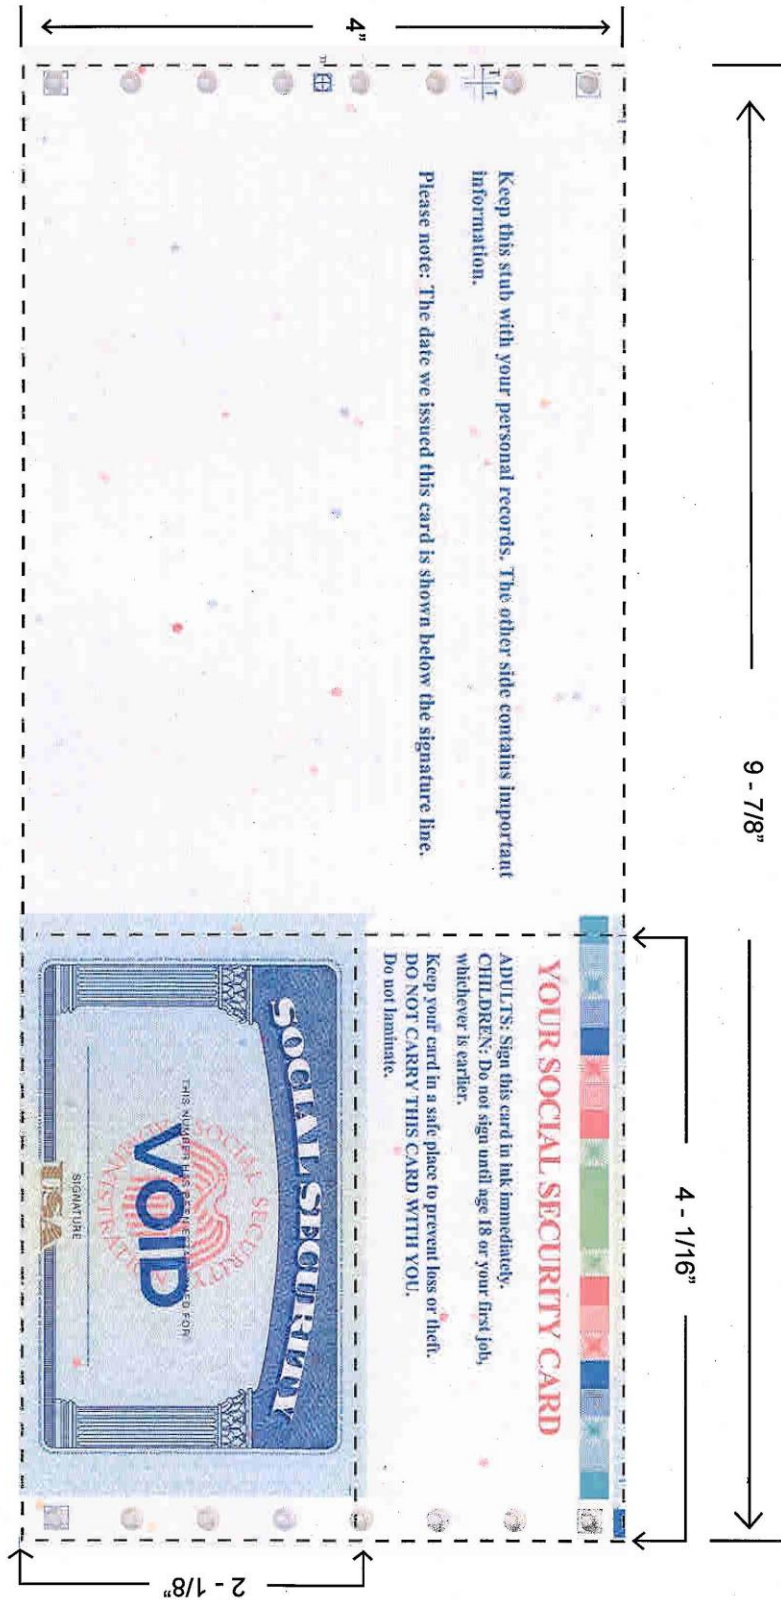 4"
9 - 7/8"
4 - 1/16"
2 - 1/8"
Keep this stub with your personal records. The other side contains important
information.
Please note: The date we issued this card is shown below the signature line.
YOUR SOCIAL SECURITY CARD
ADULTS: Sign this card in ink immediately.
CHILDREN: Do not sign until age 18 or your first job,
whichever is earlier.
Keep your card in a safe place to prevent loss or theft.
DO NOT CARRY THIS CARD WITH YOU.
Do not laminate.
SOCIAL SECURITY
SOCIAL SECURITY ADMINISTRATION
THIS NUMBER HAS BEEN ESTABLISHED FOR
VOID
SIGNATURE
USA